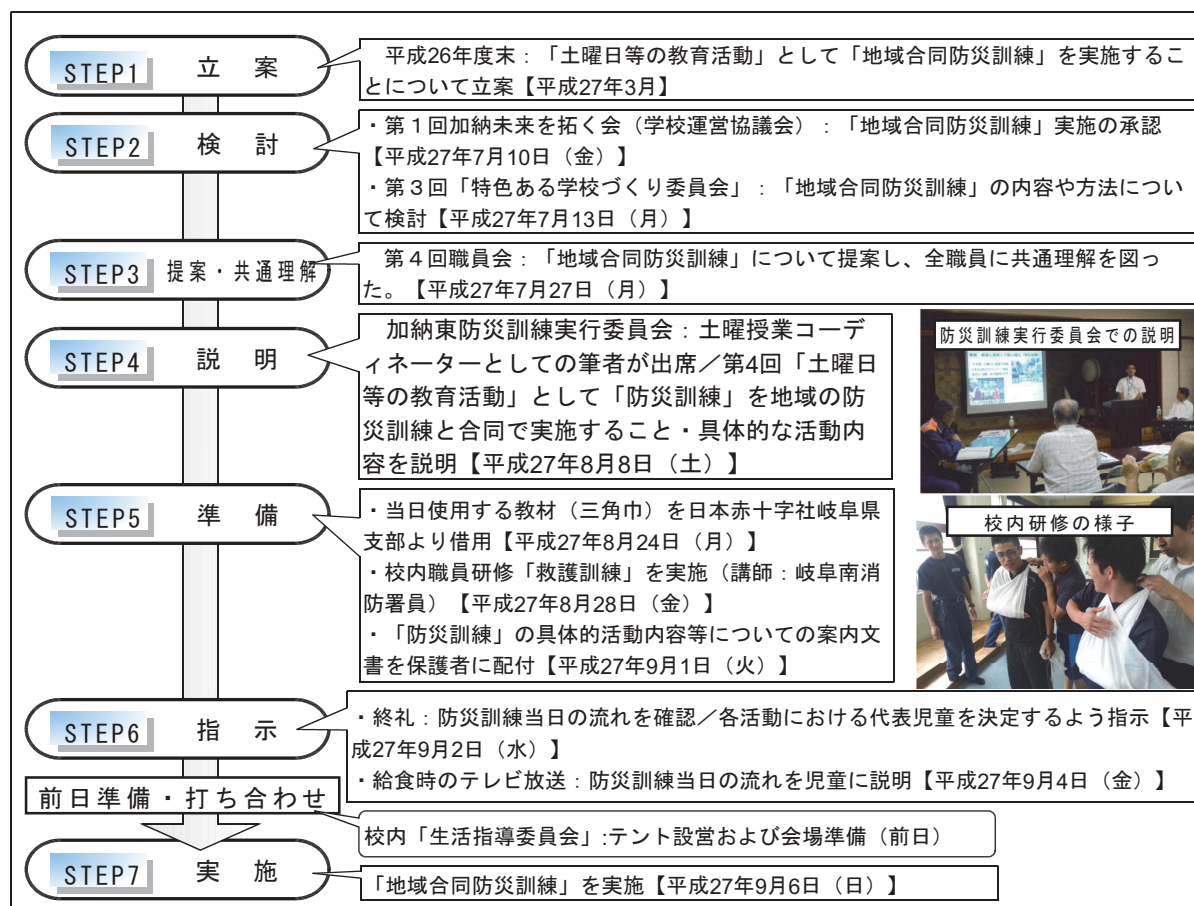 STEP1 立案
平成26年度末：「土曜日等の教育活動」として「地域合同防災訓練」を実施するこ
とについて立案【平成27年3月】
STEP2 検討
・第１回加納未来を拓く会（学校運営協議会）：「地域合同防災訓練」実施の承認
【平成27年7月10日（金）】
・第３回「特色ある学校づくり委員会」：「地域合同防災訓練」の内容や方法につい
て検討【平成27年7月13日（月）】
STEP3 提案・共通理解
第４回職員会：「地域合同防災訓練」について提案し、全職員に共通理解を図っ
た。【平成27年7月27日（月）】
STEP4 説明
加納東防災訓練実行委員会：土曜授業コーデ
ィネーターとしての筆者が出席／第4回「土曜日
等の教育活動」として「防災訓練」を地域の防
災訓練と合同で実施すること・具体的な活動内
容を説明【平成27年8月8日（土）】
防災訓練実行委員会での説明
STEP5 準備
・当日使用する教材（三角巾）を日本赤十字社岐阜県
支部より借用【平成27年8月24日（月）】
・校内職員研修「救護訓練」を実施（講師：岐阜南消
防署員）【平成27年8月28日（金）】
・「防災訓練」の具体的活動内容等についての案内文
書を保護者に配付【平成27年9月1日（火）】
校内研修の様子
STEP6 指示
・終礼：防災訓練当日の流れを確認／各活動における代表児童を決定するよう指示【平
成27年9月2日（水）】
・給食時のテレビ放送：防災訓練当日の流れを児童に説明【平成27年9月4日（金）】
前日準備・打ち合わせ
校内「生活指導委員会」:テント設営および会場準備（前日）
STEP7 実施
「地域合同防災訓練」を実施【平成27年9月6日（日）】